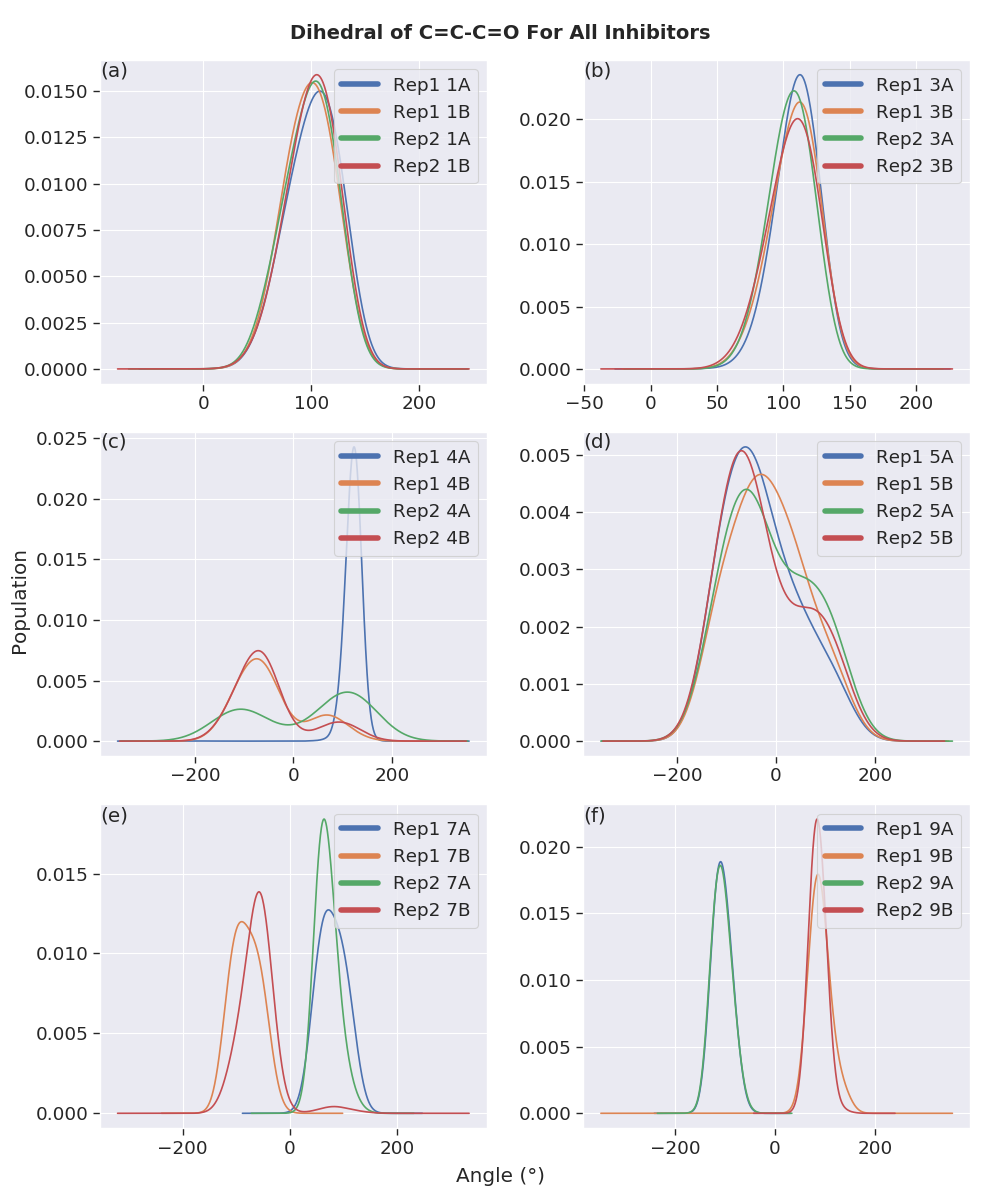 Dihedral of C=C-C=O For All Inhibitors
(a)
Rep1 1A
Rep1 1B
Rep2 1A
Rep2 1B
0.0150
0.0125
0.0100
0.0075
0.0050
0.0025
0.0000
0 100 200
(b)
Rep1 3A
Rep1 3B
Rep2 3A
Rep2 3B
0.020
0.015
0.010
0.005
0.000
−50 0 50 100 150 200
(c)
Rep1 4A
Rep1 4B
Rep2 4A
Rep2 4B
0.025
0.020
0.015
0.010
0.005
0.000
−200 0 200
(d)
Rep1 5A
Rep1 5B
Rep2 5A
Rep2 5B
0.005
0.004
0.003
0.002
0.001
0.000
−200 0 200
Population
(e)
Rep1 7A
Rep1 7B
Rep2 7A
Rep2 7B
0.015
0.010
0.005
0.000
−200 0 200
(f)
Rep1 9A
Rep1 9B
Rep2 9A
Rep2 9B
0.020
0.015
0.010
0.005
0.000
−200 0 200
Angle (°)